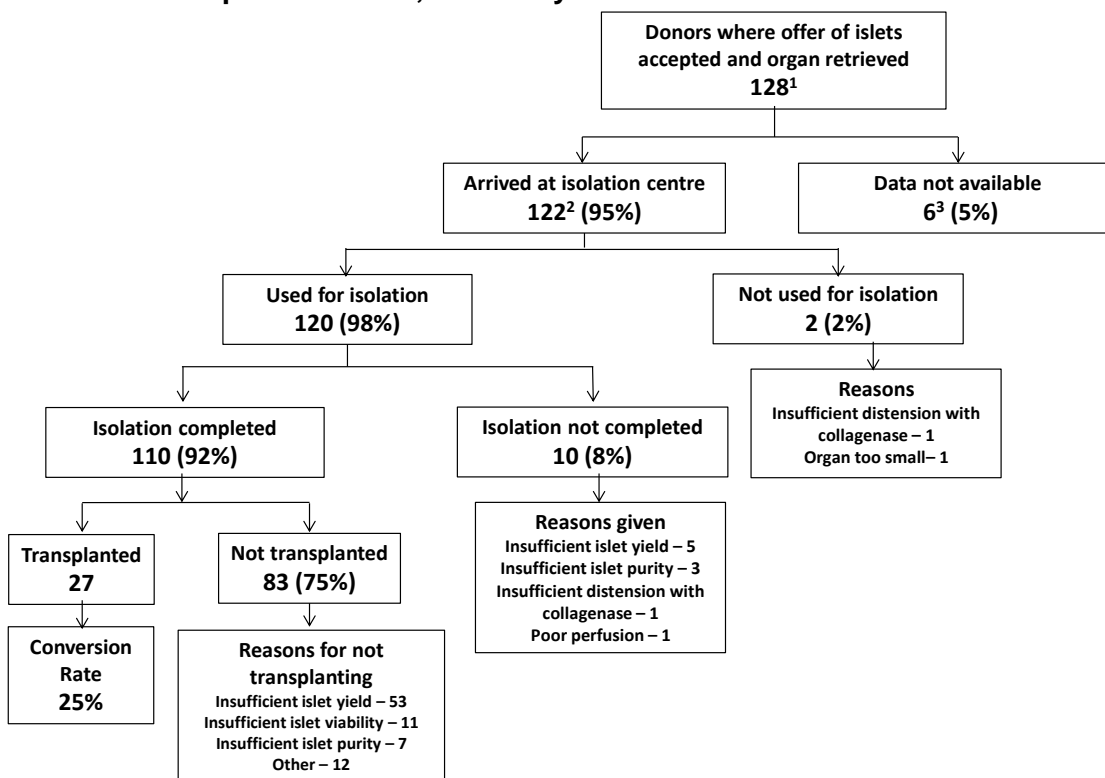 Donors where offer of islets
accepted and organ retrieved
128¹
Arrived at isolation centre
122² (95%)
Data not available
6³ (5%)
Used for isolation
120 (98%)
Not used for isolation
2 (2%)
Reasons
Insufficient distension with
collagenase – 1
Organ too small– 1
Isolation completed
110 (92%)
Isolation not completed
10 (8%)
Reasons given
Insufficient islet yield – 5
Insufficient islet purity – 3
Insufficient distension with
collagenase – 1
Poor perfusion – 1
Transplanted
27
Not transplanted
83 (75%)
Conversion
Rate
25%
Reasons for not
transplanting
Insufficient islet yield – 53
Insufficient islet viability – 11
Insufficient islet purity – 7
Other – 12